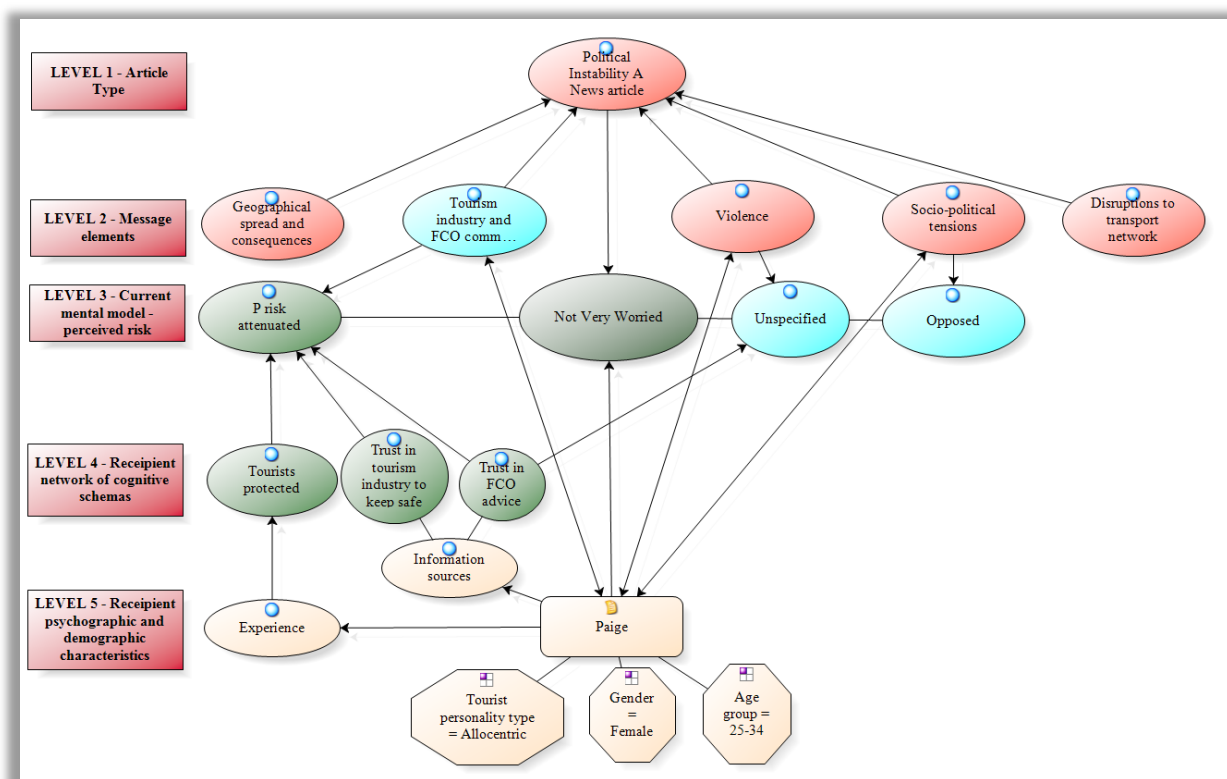 LEVEL 1 - Article
Type
Political
Instability A
News article
LEVEL 2 - Message
elements
Geographical
spread and
consequences
Tourism
industry and
FCO comm…
Violence
Socio-political
tensions
Disruptions to
transport
network
LEVEL 3 - Current
mental model -
perceived risk
P risk
attenuated
Not Very Worried
Unspecified
Opposed
LEVEL 4 - Receipient
network of cognitive
schemas
Tourists
protected
Trust in
tourism
industry to
keep safe
Trust in
FCO
advice
Information
sources
LEVEL 5 - Receipient
psychographic and
demographic
characteristics
Experience
Paige
Tourist
personality type
= Allocentric
Gender
=
Female
Age
group =
25-34